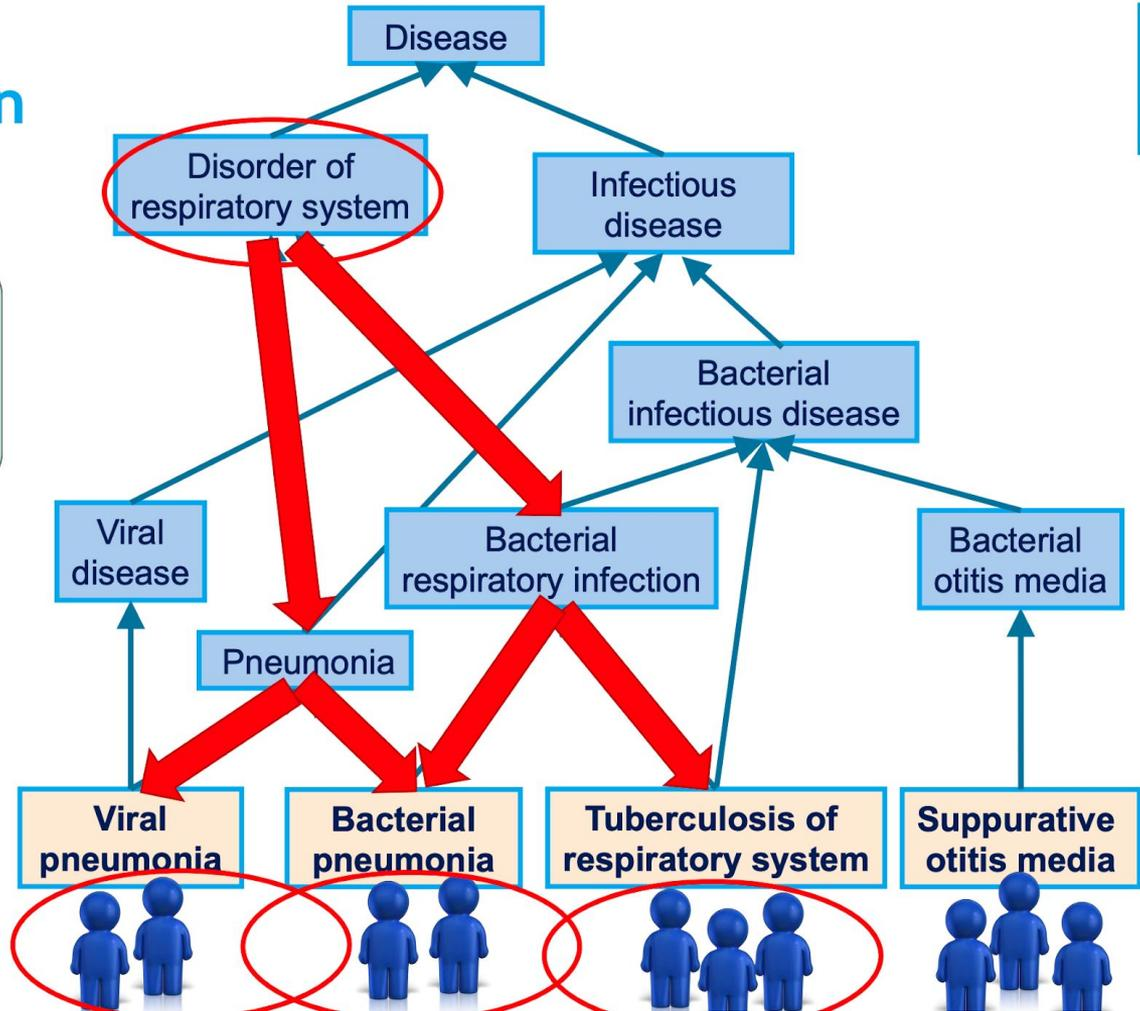 Disease
n
Disorder of
respiratory system
Infectious
disease
Bacterial
infectious disease
Viral
disease
Bacterial
respiratory infection
Bacterial
otitis media
Pneumonia
Viral
pneumonia
Bacterial
pneumonia
Tuberculosis of
respiratory system
Suppurative
otitis media